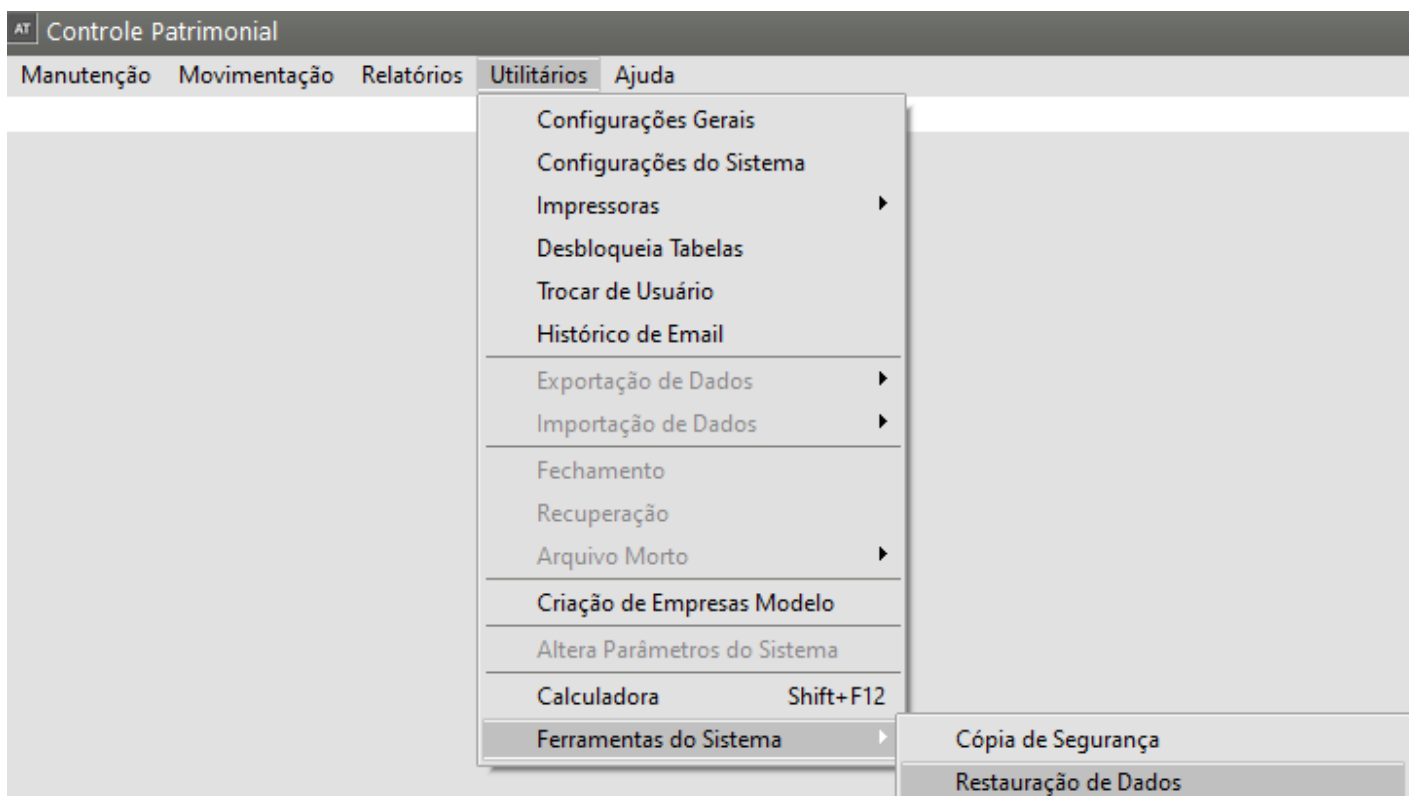 AT Controle Patrimonial
Manutenção Movimentação Relatórios Utilitários Ajuda
Configurações Gerais
Configurações do Sistema
Impressoras
Desbloqueia Tabelas
Trocar de Usuário
Histórico de Email
Exportação de Dados
Importação de Dados
Fechamento
Recuperação
Arquivo Morto
Criação de Empresas Modelo
Altera Parâmetros do Sistema
Calculadora Shift+F12
Ferramentas do Sistema
Cópia de Segurança
Restauração de Dados